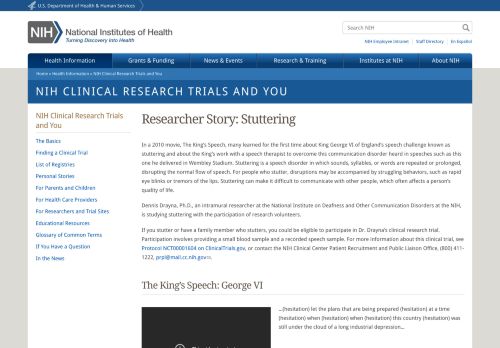 U.S. Department of Health & Human Services
NIH
National Institutes of Health
Turning Discovery Into Health
Search NIH
NIH Employee Intranet | Staff Directory | En Español
Health Information
Grants & Funding
News & Events
Research & Training
Institutes at NIH
About NIH
Home » Health Information » NIH Clinical Research Trials and You
NIH CLINICAL RESEARCH TRIALS AND YOU
NIH Clinical Research Trials
and You
The Basics
Finding a Clinical Trial
List of Registries
Personal Stories
For Parents and Children
For Health Care Providers
For Researchers and Trial Sites
Educational Resources
Glossary of Common Terms
If You Have a Question
In the News
Researcher Story: Stuttering
In a 2010 movie, The King's Speech, many learned for the first time about King George VI of England's speech challenge known as
stuttering and about the King's work with a speech therapist to overcome this communication disorder heard in speeches such as this
one he delivered in Wembley Stadium. Stuttering is a speech disorder in which sounds, syllables, or words are repeated or prolonged,
disrupting the normal flow of speech. For people who stutter, disruptions may be accompanied by struggling behaviors, such as rapid
eye blinks or tremors of the lips. Stuttering can make it difficult to communicate with other people, which often affects a person's
quality of life.
Dennis Drayna, Ph.D., an intramural researcher at the National Institute on Deafness and Other Communication Disorders at the NIH,
is studying stuttering with the participation of research volunteers.
If you stutter or have a family member who stutters, you could be eligible to participate in Dr. Drayna's clinical research trial.
Participation involves providing a small blood sample and a recorded speech sample. For more information about this clinical trial, see
Protocol NCT00001604 on ClinicalTrials.gov, or contact the NIH Clinical Center Patient Recruitment and Public Liaison Office, (800) 411-
1222, prpl@mail.cc.nih.gov.
The King's Speech: George VI
...(hesitation) let the plans that are being prepared (hesitation) at a time
(hesitation) when (hesitation) when (hesitation) this country (hesitation) was
still under the cloud of a long industrial depression...